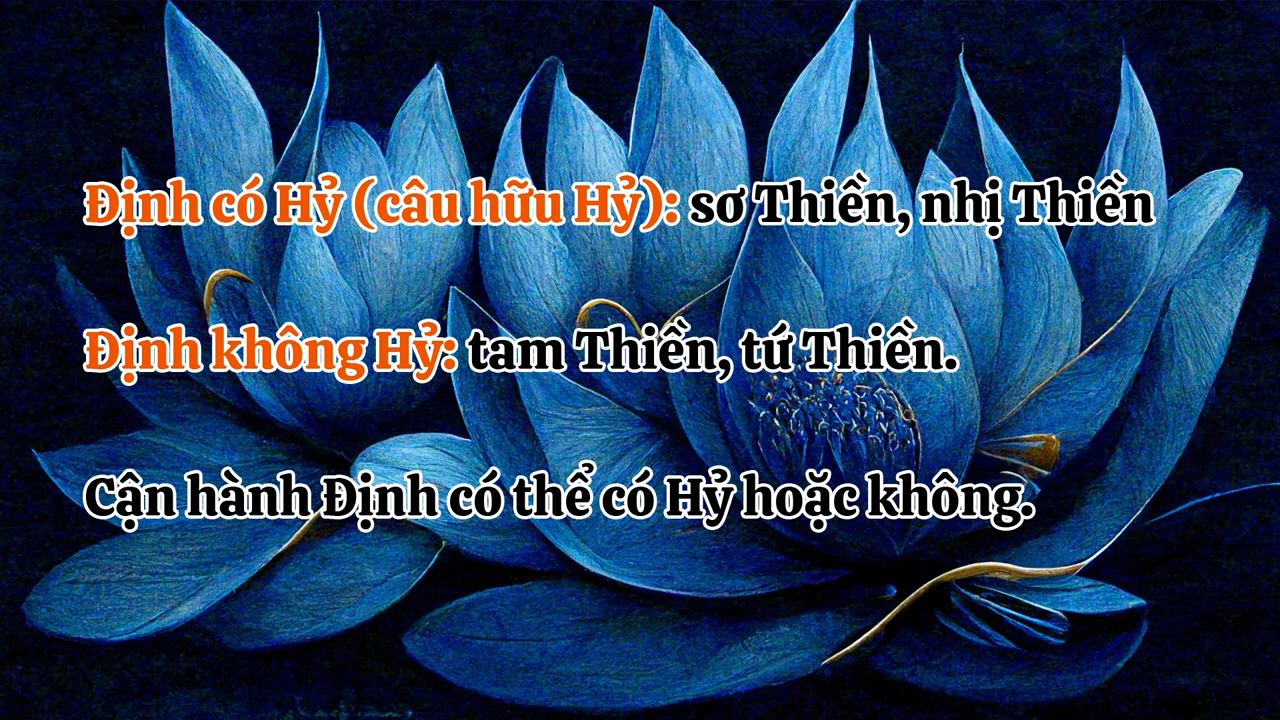 Định có Hỷ (câu hữu Hỷ): sơ Thiền, nhị Thiền
Định không Hỷ: tam Thiền, tứ Thiền.
Cận hành Định có thể có Hỷ hoặc không.